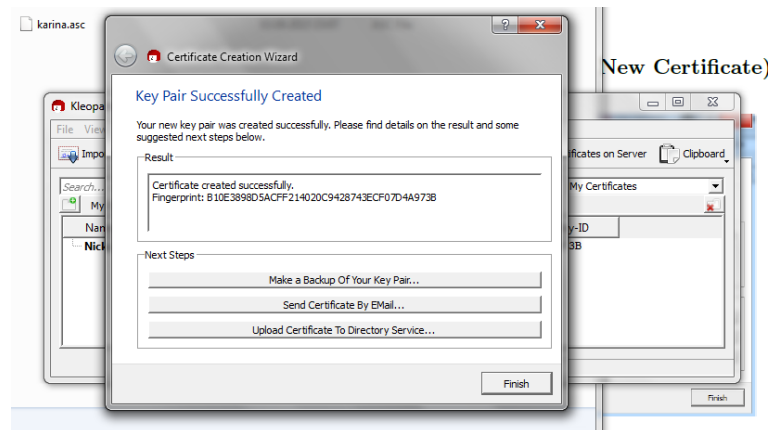 karina.asc
Certificate Creation Wizard
New Certificate)
Key Pair Successfully Created
Your new key pair was created successfully. Please find details on the result and some
suggested next steps below.
Result
Certificate created successfully.
Fingerprint: B10E3898D5ACFF214020C9428743ECF07D4A973B
Next Steps
Make a Backup Of Your Key Pair...
Send Certificate By EMail...
Upload Certificate To Directory Service...
Finish
Kleopa
File View
Impo
ificates on Server
Clipboard
Search...
My Certificates
My
Nan
y-ID
Nick
3B
Finish